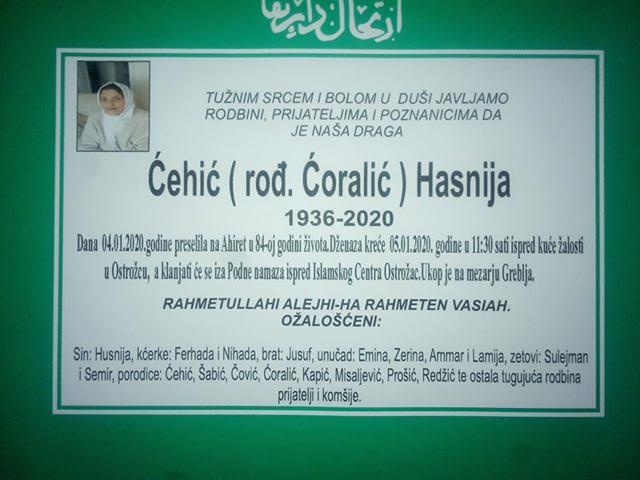 TUŽNIM SRCEM I BOLOM U DUŠI JAVLJAMO
RODBINI, PRIJATELJIMA I POZNANICIMA DA
JE NAŠA DRAGA
Ćehić ( rođ. Ćoralić ) Hasnija
1936-2020
Dana 04.01.2020.godine preselila na Ahiret u 84-oj godini života.Dženaza kreće 05.01.2020. godine u 11:30 sati ispred kuće žalosti
u Ostrožcu, a klanjati će se iza Podne namaza ispred Islamskog Centra Ostrožac.Ukop je na mezarju Greblja.
RAHMETULLAHI ALEJHI-HA RAHMETEN VASIAH.
OŽALOŠĆENI:
Sin: Husnija, kćerke: Ferhada i Nihada, brat: Jusuf, unučad: Emina, Zerina, Ammar i Lamija, zetovi: Sulejman
i Semir, porodice: Ćehić, Šabić, Čović, Ćoralić, Kapić, Misaljević, Prošić, Redžić te ostala tugujuća rodbina
prijatelji i komšije.